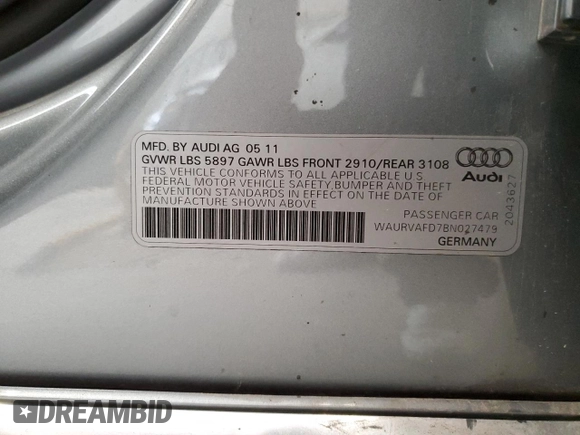 MFD. BY AUDI AG 05 11
GVWR LBS 5897 GAWR LBS FRONT 2910/REAR 3108
THIS VEHICLE CONFORMS TO ALL APPLICABLE U.S
FEDERAL MOTOR VEHICLE SAFETY,BUMPER AND THEFT
PREVENTION STANDARDS IN EFFECT ON THE DATE OF
MANUFACTURE SHOWN ABOVE
Audi
2043627
PASSENGER CAR
WAURVAFD7BN027479
GERMANY
DREAMBID